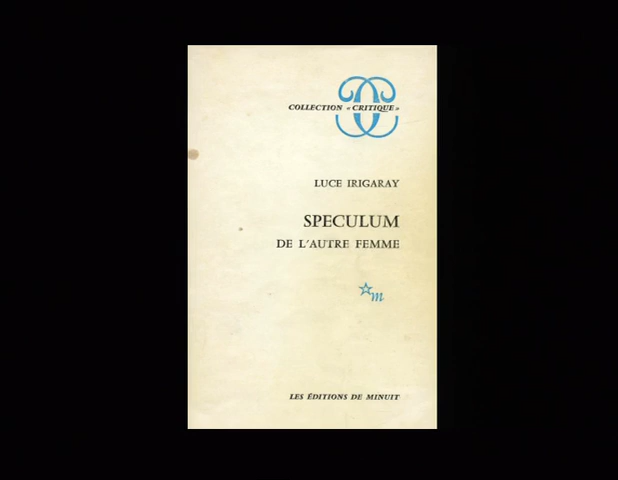 COLLECTION « CRITIQUE »
LUCE IRIGARAY
SPECULUM
DE L'AUTRE FEMME
m
LES ÉDITIONS DE MINUIT